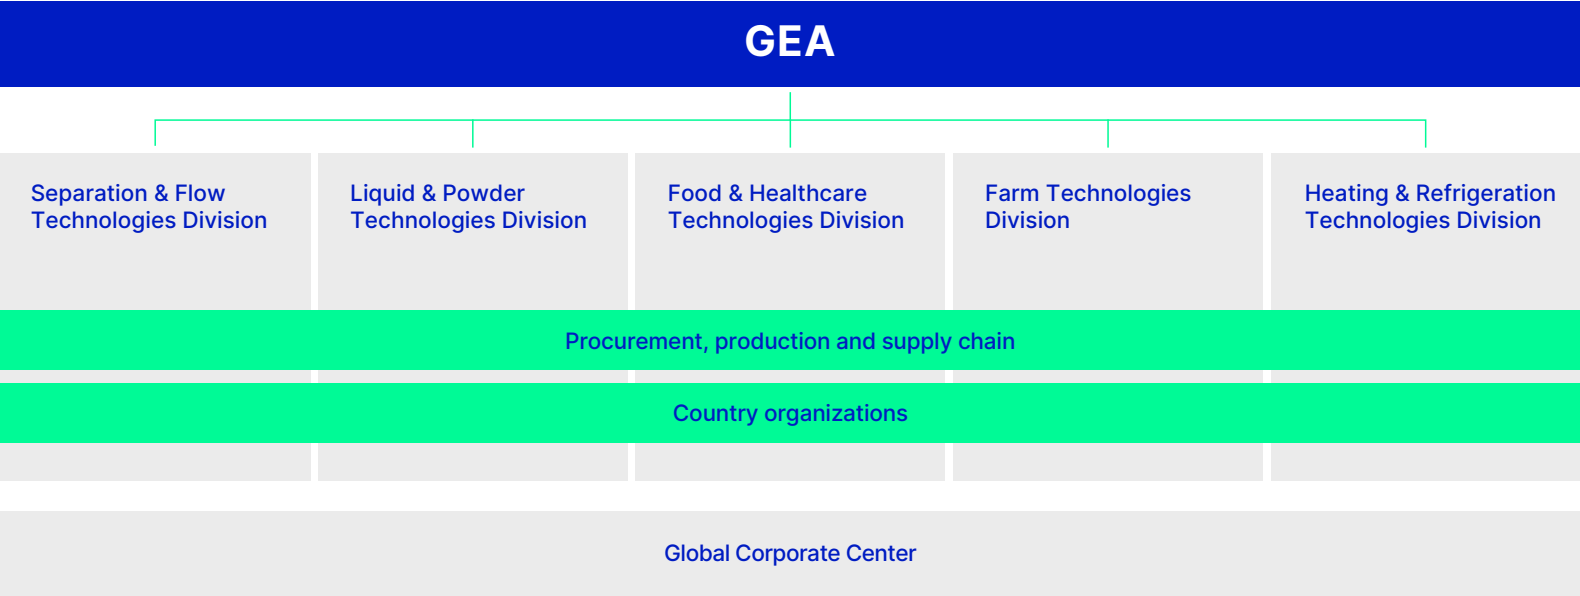 GEA
Separation & Flow
Technologies Division
Liquid & Powder
Technologies Division
Food & Healthcare
Technologies Division
Farm Technologies
Division
Heating & Refrigeration
Technologies Division
Procurement, production and supply chain
Country organizations
Global Corporate Center